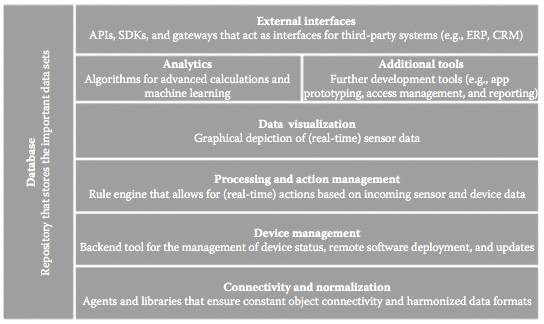 Database
Repository that stores the important data sets
External interfaces
APIs, SDKs, and gateways that act as interfaces for third-party systems (e.g., ERP, CRM)
Analytics
Algorithms for advanced calculations and
machine learning
Additional tools
Further development tools (e.g., app
prototyping, access management, and reporting)
Data visualization
Graphical depiction of (real-time) sensor data
Processing and action management
Rule engine that allows for (real-time) actions based on incoming sensor and device data
Device management
Backend tool for the management of device status, remote software deployment, and updates
Connectivity and normalization
Agents and libraries that ensure constant object connectivity and harmonized data formats